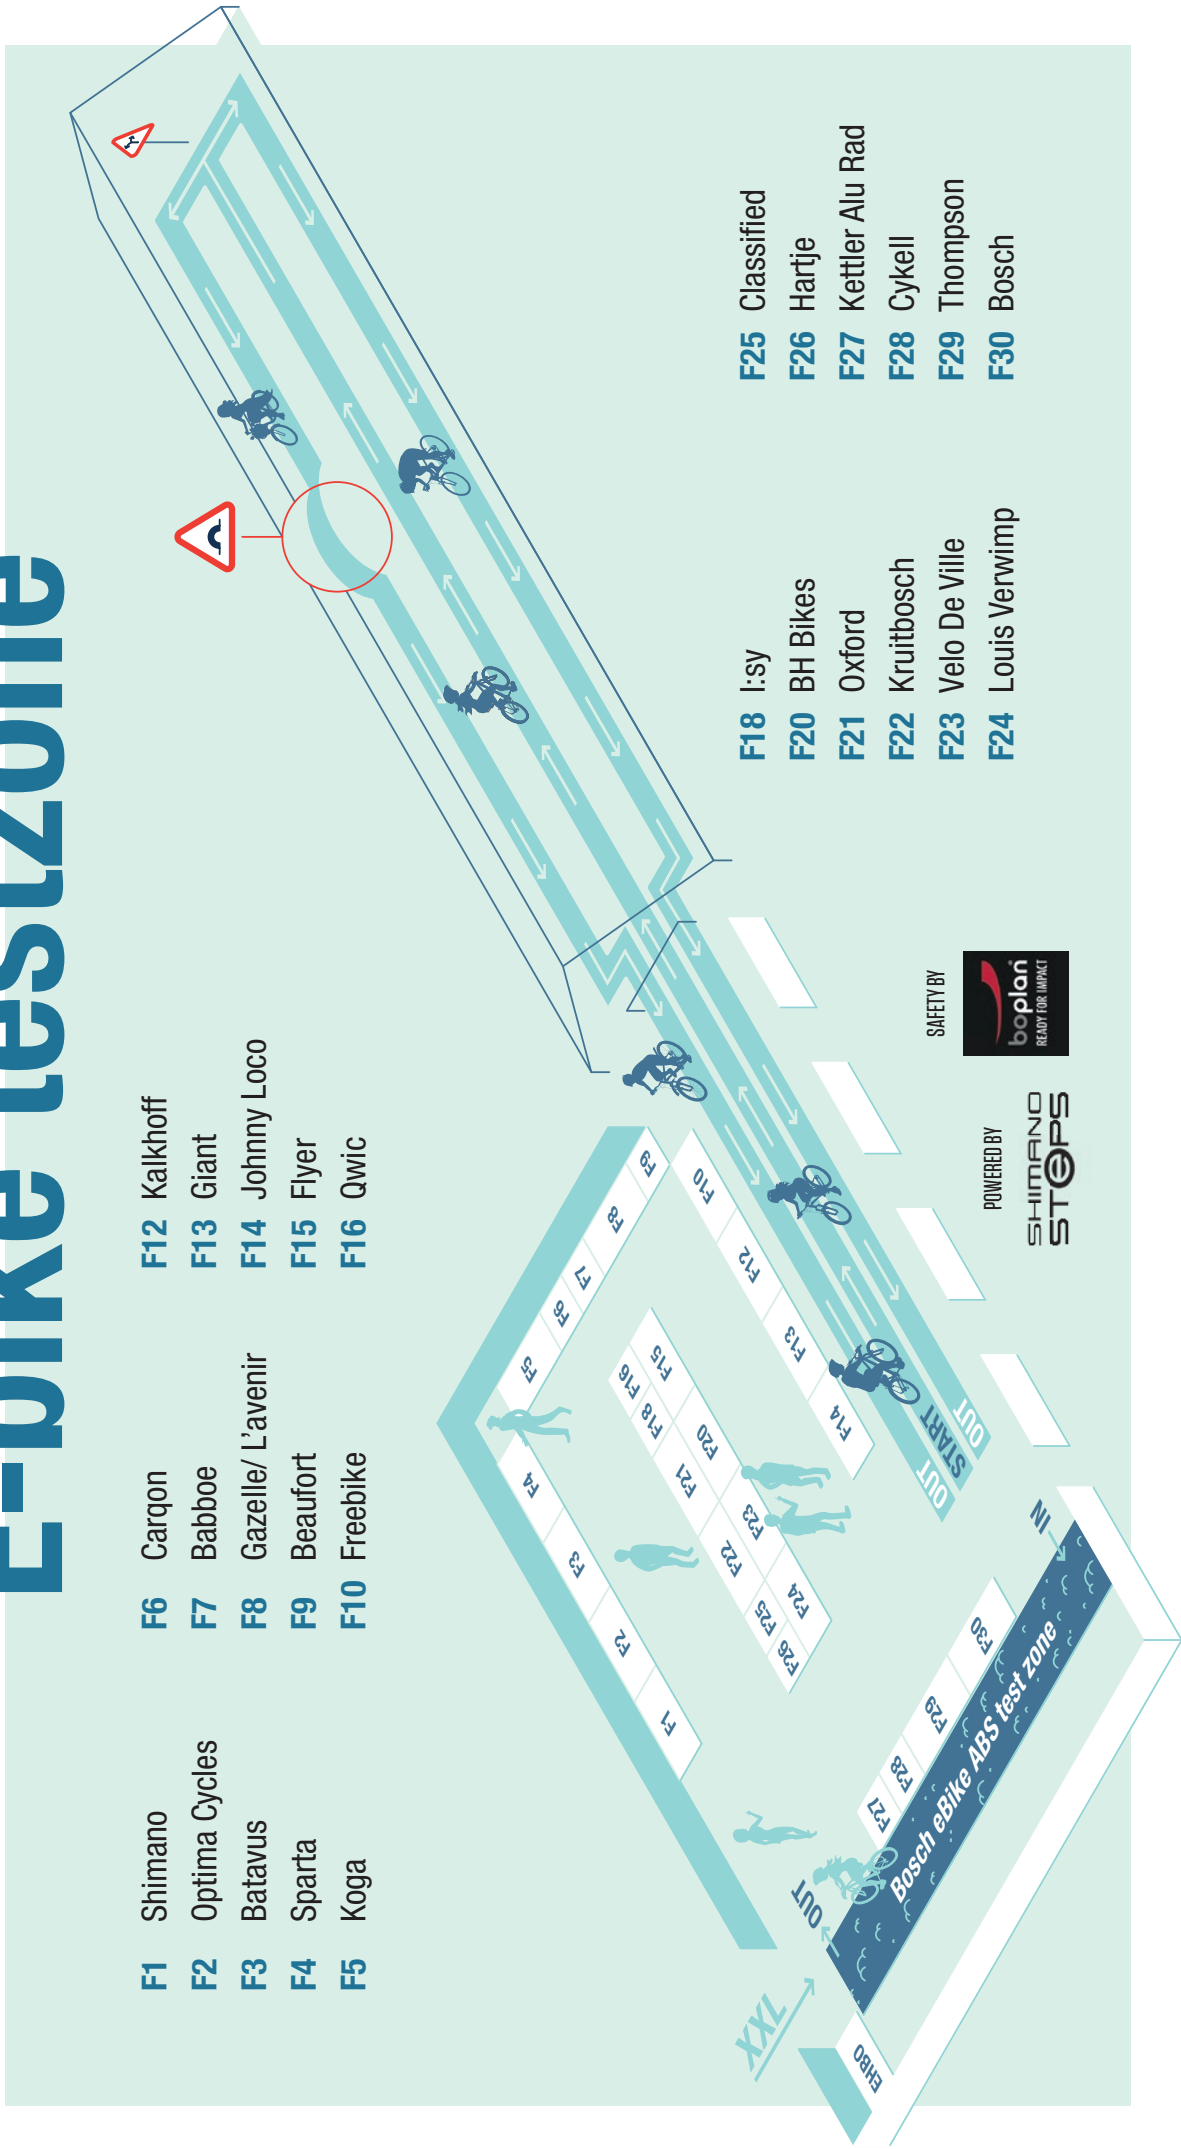 E-bike testzone
F1 Shimano
F2 Optima Cycles
F3 Batavus
F4 Sparta
F5 Koga
F6 Carqon
F7 Babboe
F8 Gazelle/ L'avenir
F9 Beaufort
F10 Freebike
F12 Kalkhoff
F13 Giant
F14 Johnny Loco
F15 Flyer
F16 Qwic
F18 I:sy
F20 BH Bikes
F21 Oxford
F22 Kruitbosch
F23 Velo De Ville
F24 Louis Verwimp
F25 Classified
F26 Hartje
F27 Kettler Alu Rad
F28 Cykell
F29 Thompson
F30 Bosch
F1
F2
F3
F4
F5
F6
F7
F8
F9
F10
F12
F13
F14
F15
F16
F18
F20
F21
F22
F23
F24
F25
F26
F27
F28
F29
F30
OUT
START
OUT
IN
Bosch eBike ABS test zone
OUT
XXL
EHBO
POWERED BY
SHIMANO
STEPS
SAFETY BY
boplan®
READY FOR IMPACT